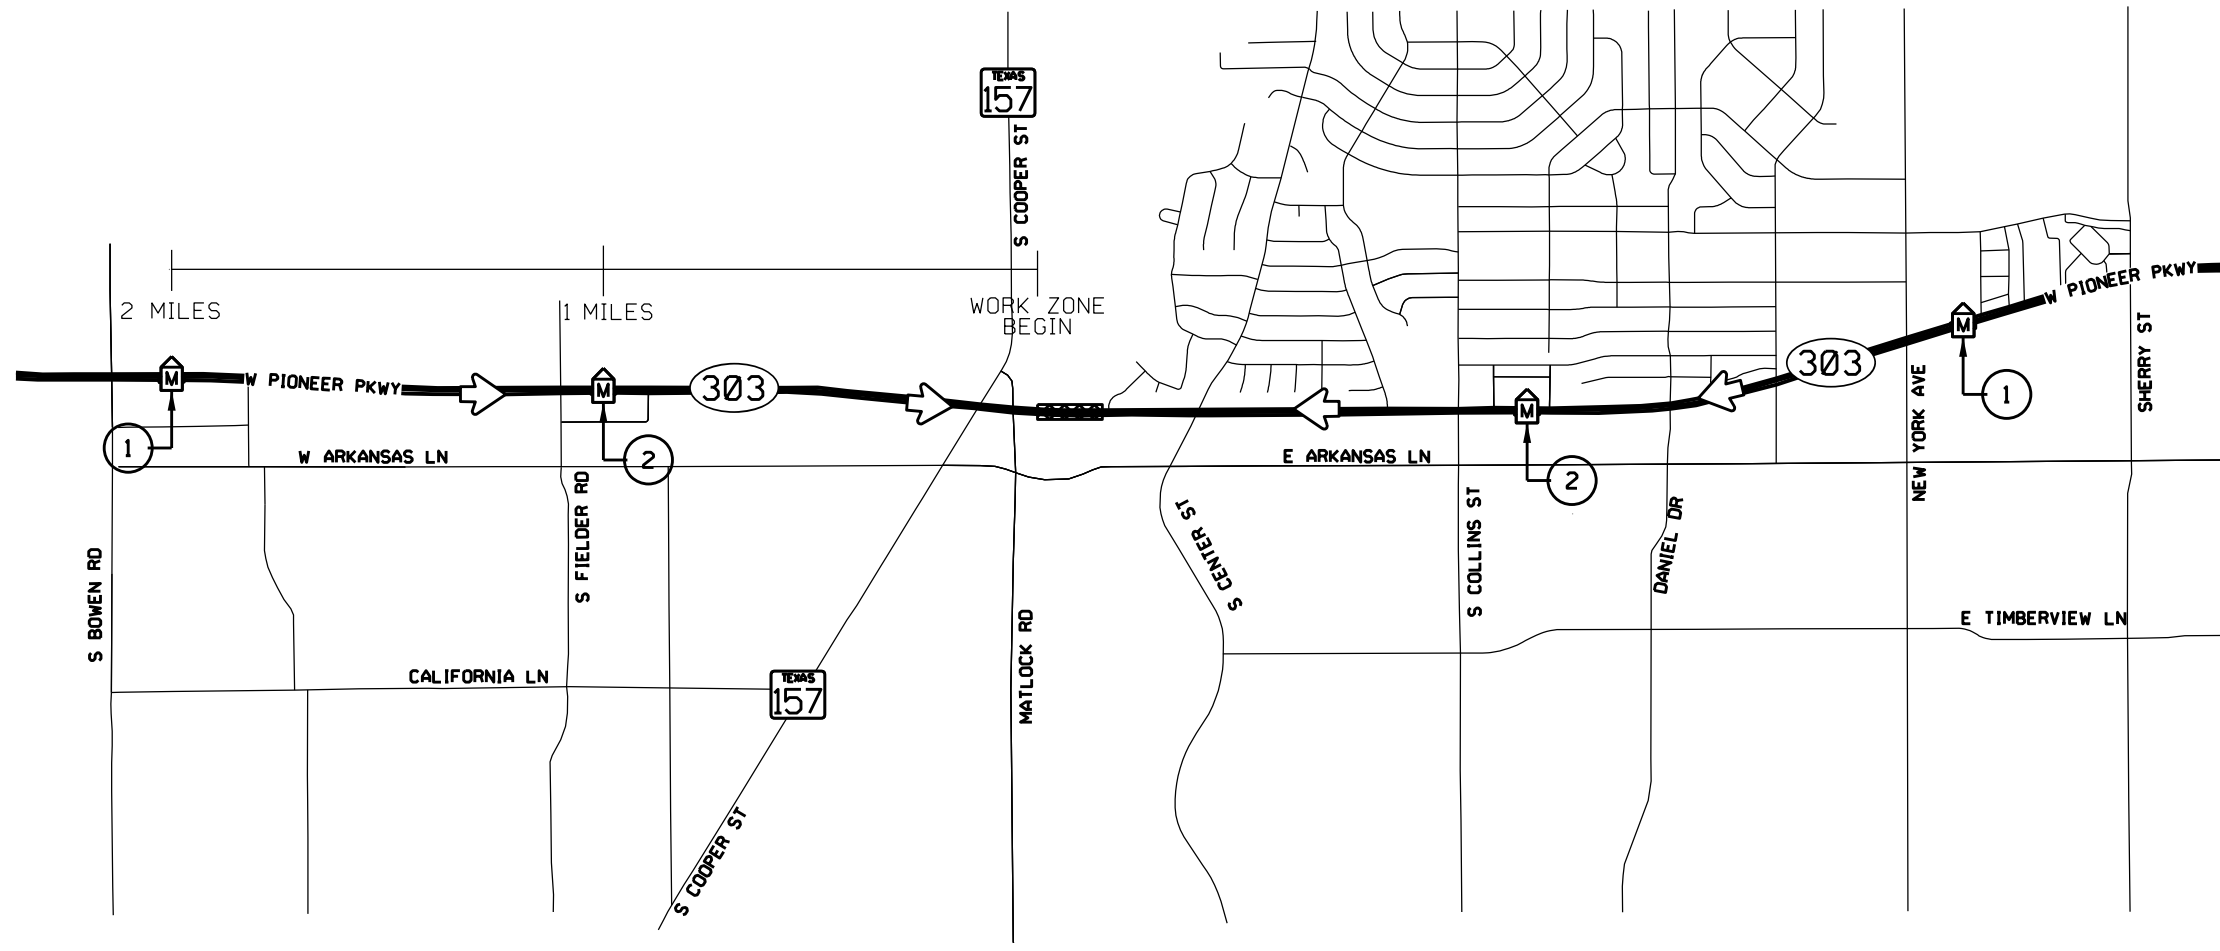 TEXAS
157
S COOPER ST
2 MILES
1 MILES
WORK ZONE
BEGIN
W PIONEER PKWY
M
W PIONEER PKWY
M
M
303
303
M
1
1
2
2
W ARKANSAS LN
E ARKANSAS LN
NEW YORK AVE
SHERRY ST
S BOWEN RD
S FIELDER RD
S CENTER ST
S COLLINS ST
DANIEL DR
MATLOCK RD
E TIMBERVIEW LN
CALIFORNIA LN
TEXAS
157
S COOPER ST